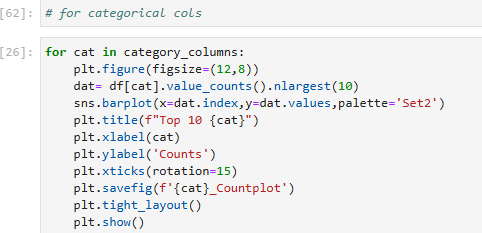 [62]: # for categorical cols
[26]: for cat in category_columns:
    plt.figure(figsize=(12,8))
    dat= df[cat].value_counts().nlargest(10)
    sns.barplot(x=dat.index,y=dat.values,palette='Set2')
    plt.title(f"Top 10 {cat}")
    plt.xlabel(cat)
    plt.ylabel('Counts')
    plt.xticks(rotation=15)
    plt.savefig(f'{cat}_Countplot')
    plt.tight_layout()
    plt.show()